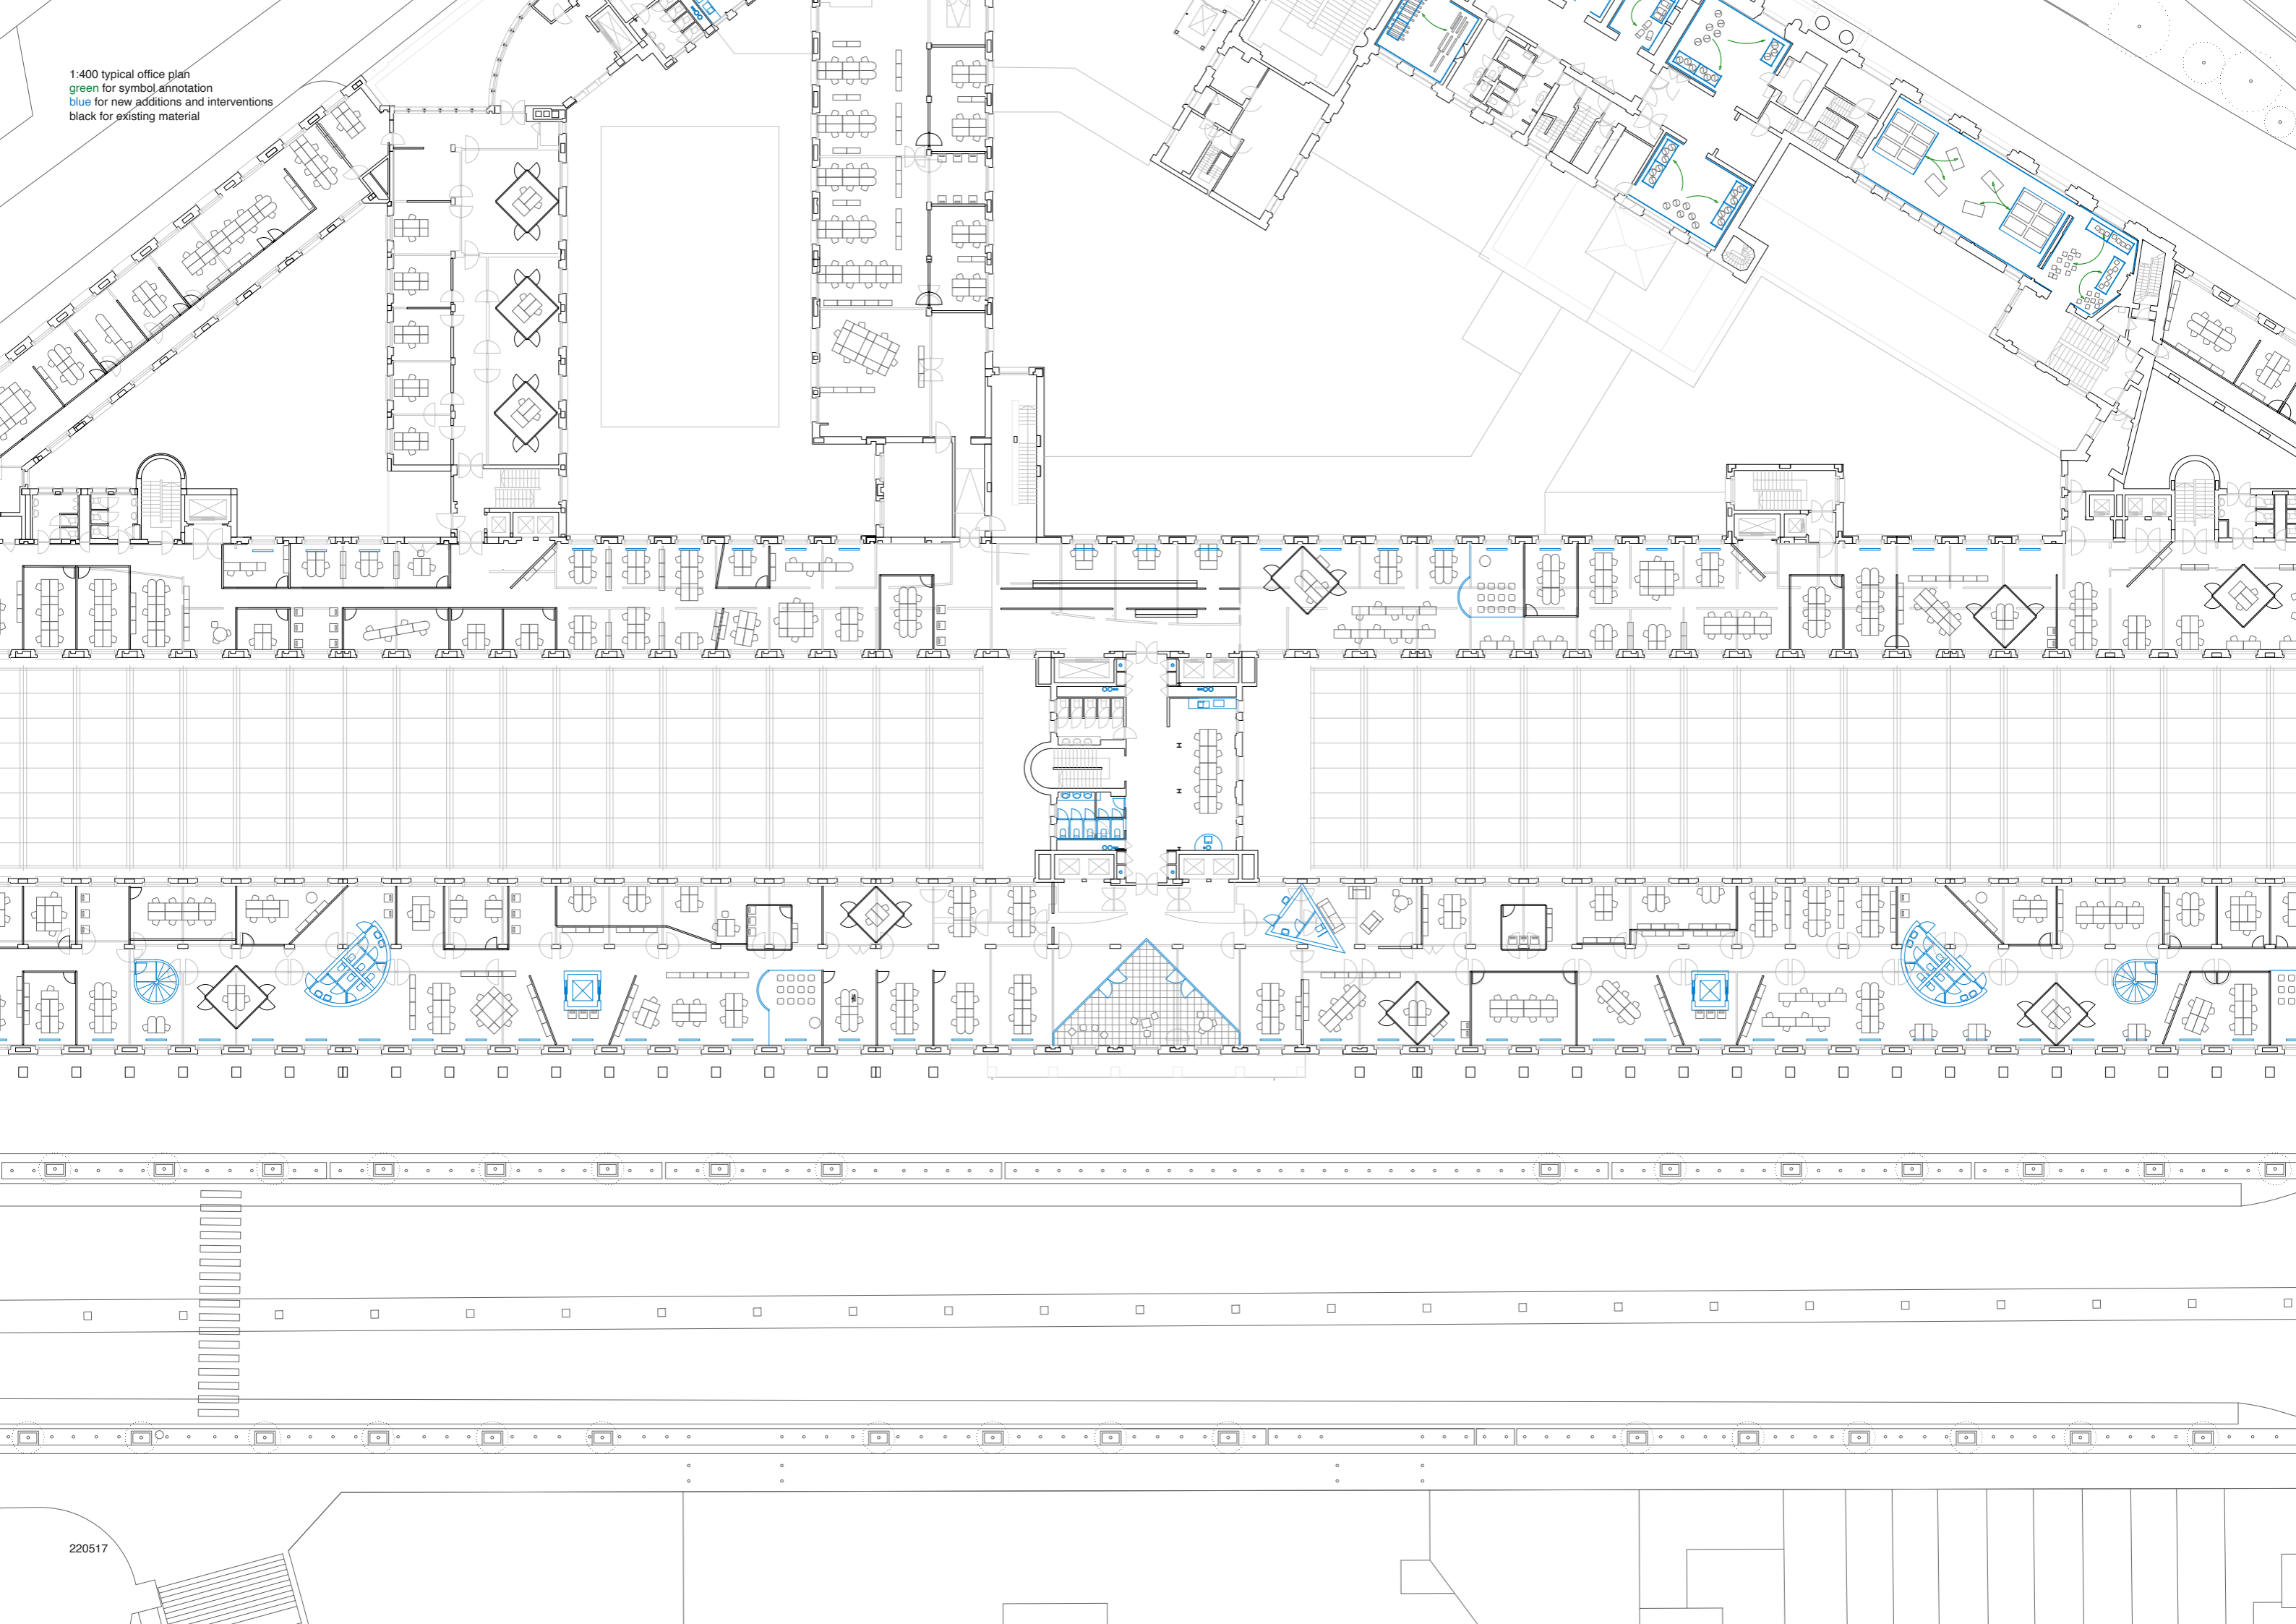 1:400 typical office plan
green for symbol annotation
blue for new additions and interventions
black for existing material
220517